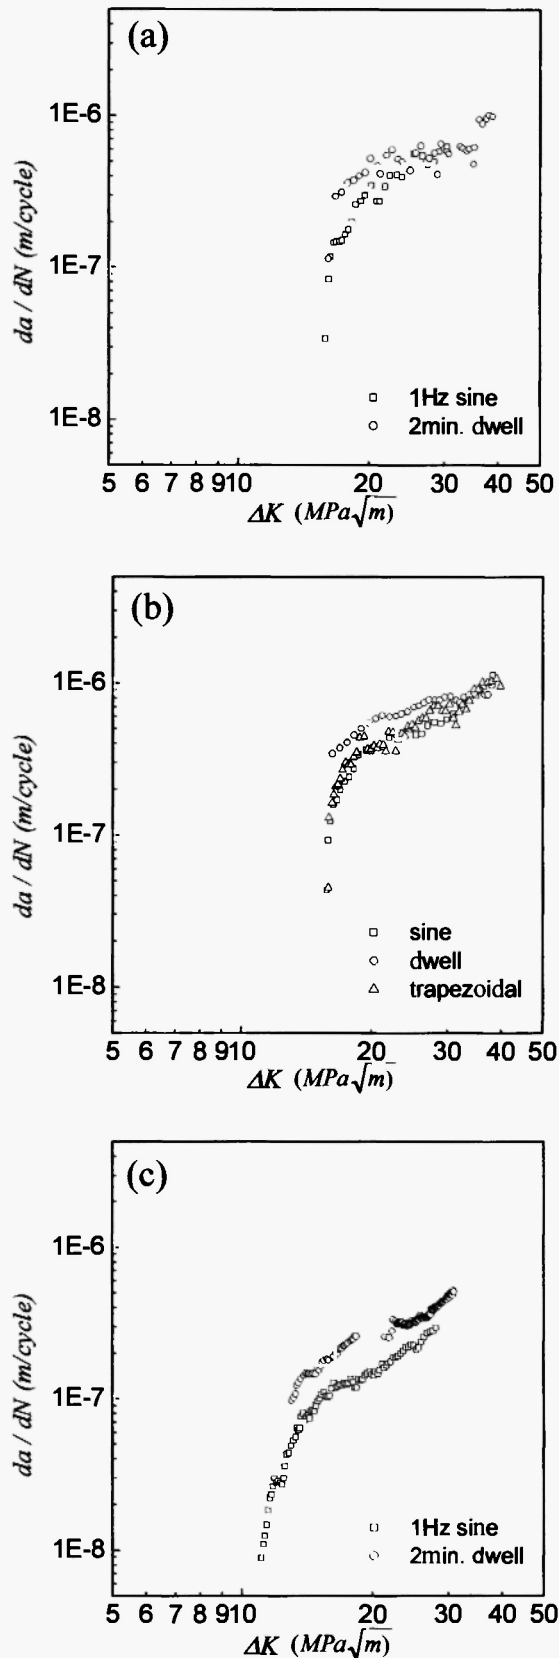 (a)
1E-6
1E-7
1E-8
da / dN (m/cycle)
□ 1Hz sine
○ 2min. dwell
5 6 7 8 910 20 30 40 50
ΔK (MPa√m)
(b)
1E-6
1E-7
1E-8
da / dN (m/cycle)
□ sine
○ dwell
△ trapezoidal
5 6 7 8 910 20 30 40 50
ΔK (MPa√m)
(c)
1E-6
1E-7
1E-8
da / dN (m/cycle)
□ 1Hz sine
○ 2min. dwell
5 6 7 8 910 20 30 40 50
ΔK (MPa√m)